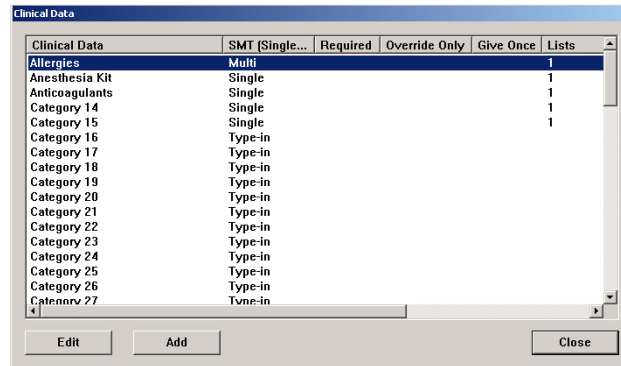 Clinical Data
Clinical Data SMT (Single... Required Override Only Give Once Lists
Allergies Multi 1
Anesthesia Kit Single 1
Anticoagulants Single 1
Category 14 Single 1
Category 15 Single 1
Category 16 Type-in
Category 17 Type-in
Category 18 Type-in
Category 19 Type-in
Category 20 Type-in
Category 21 Type-in
Category 22 Type-in
Category 23 Type-in
Category 24 Type-in
Category 25 Type-in
Category 26 Type-in
Category 27 Type-in
Edit Add Close